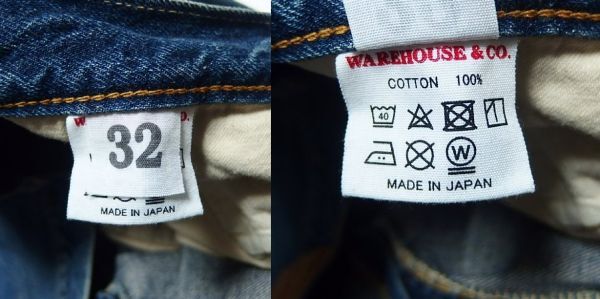 32
MADE IN JAPAN
WAREHOUSE & CO.
COTTON 100%
40
W
MADE IN JAPAN